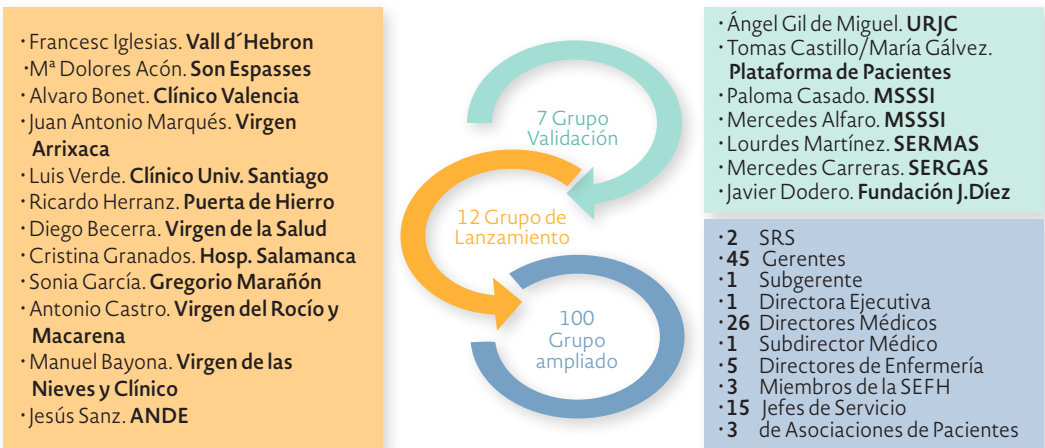 · Francesc Iglesias. Vall d´Hebron
· Mª Dolores Acón. Son Espasses
· Alvaro Bonet. Clínico Valencia
· Juan Antonio Marqués. Virgen
Arrixaca
· Luis Verde. Clínico Univ. Santiago
· Ricardo Herranz. Puerta de Hierro
· Diego Becerra. Virgen de la Salud
· Cristina Granados. Hosp. Salamanca
· Sonia García. Gregorio Marañón
· Antonio Castro. Virgen del Rocío y
Macarena
· Manuel Bayona. Virgen de las
Nieves y Clínico
· Jesús Sanz. ANDE
7 Grupo
Validación
12 Grupo de
Lanzamiento
100
Grupo
ampliado
· Ángel Gil de Miguel. URJC
· Tomas Castillo/María Gálvez.
Plataforma de Pacientes
· Paloma Casado. MSSSI
· Mercedes Alfaro. MSSSI
· Lourdes Martínez. SERMAS
· Mercedes Carreras. SERGAS
· Javier Dodero. Fundación J.Díez
· 2 SRS
· 45 Gerentes
· 1 Subgerente
· 1 Directora Ejecutiva
· 26 Directores Médicos
· 1 Subdirector Médico
· 5 Directores de Enfermería
· 3 Miembros de la SEFH
· 15 Jefes de Servicio
· 3 de Asociaciones de Pacientes